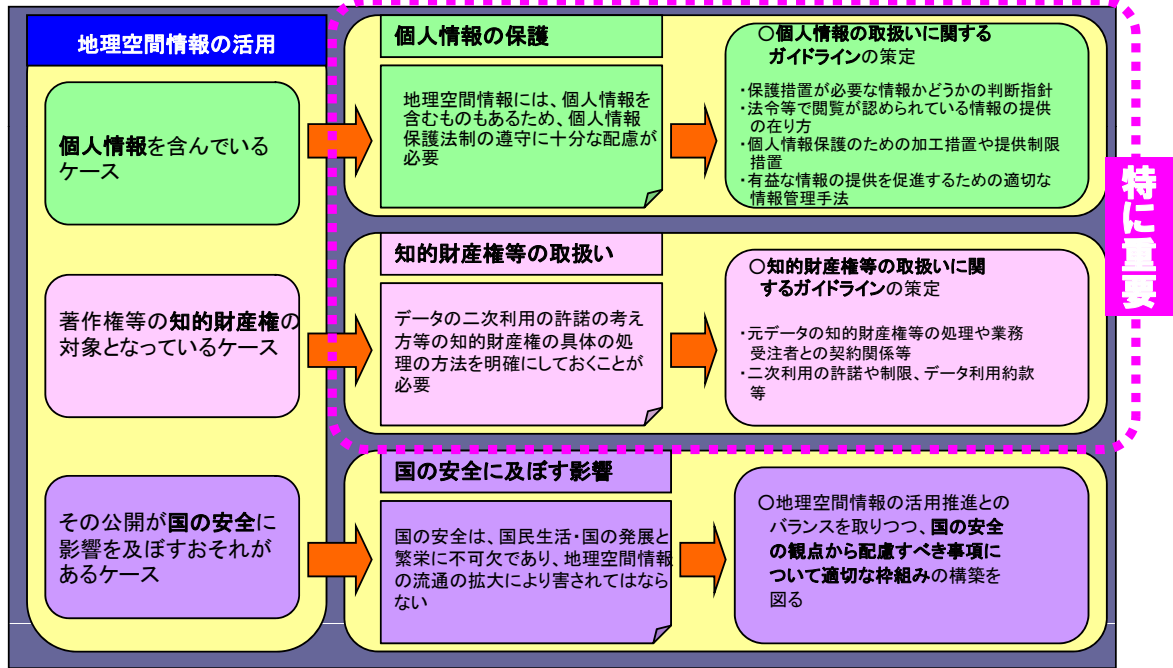 地理空間情報の活用
個人情報を含んでいる
ケース
著作権等の知的財産権の
対象となっているケース
その公開が国の安全に
影響を及ぼすおそれが
あるケース
個人情報の保護
地理空間情報には、個人情報を
含むものもあるため、個人情報
保護法制の遵守に十分な配慮が
必要
○個人情報の取扱いに関する
ガイドラインの策定
・保護措置が必要な情報かどうかの判断指針
・法令等で閲覧が認められている情報の提供
の在り方
・個人情報保護のための加工措置や提供制限
措置
・有益な情報の提供を促進するための適切な
情報管理手法
知的財産権等の取扱い
データの二次利用の許諾の考え
方等の知的財産権の具体の処
理の方法を明確にしておくことが
必要
○知的財産権等の取扱いに関
するガイドラインの策定
・元データの知的財産権等の処理や業務
受注者との契約関係等
・二次利用の許諾や制限、データ利用約款
等
国の安全に及ぼす影響
国の安全は、国民生活・国の発展と
繁栄に不可欠であり、地理空間情報
の流通の拡大により害されてはなら
ない
○地理空間情報の活用推進との
バランスを取りつつ、国の安全
の観点から配慮すべき事項に
ついて適切な枠組みの構築を
図る
特に重要